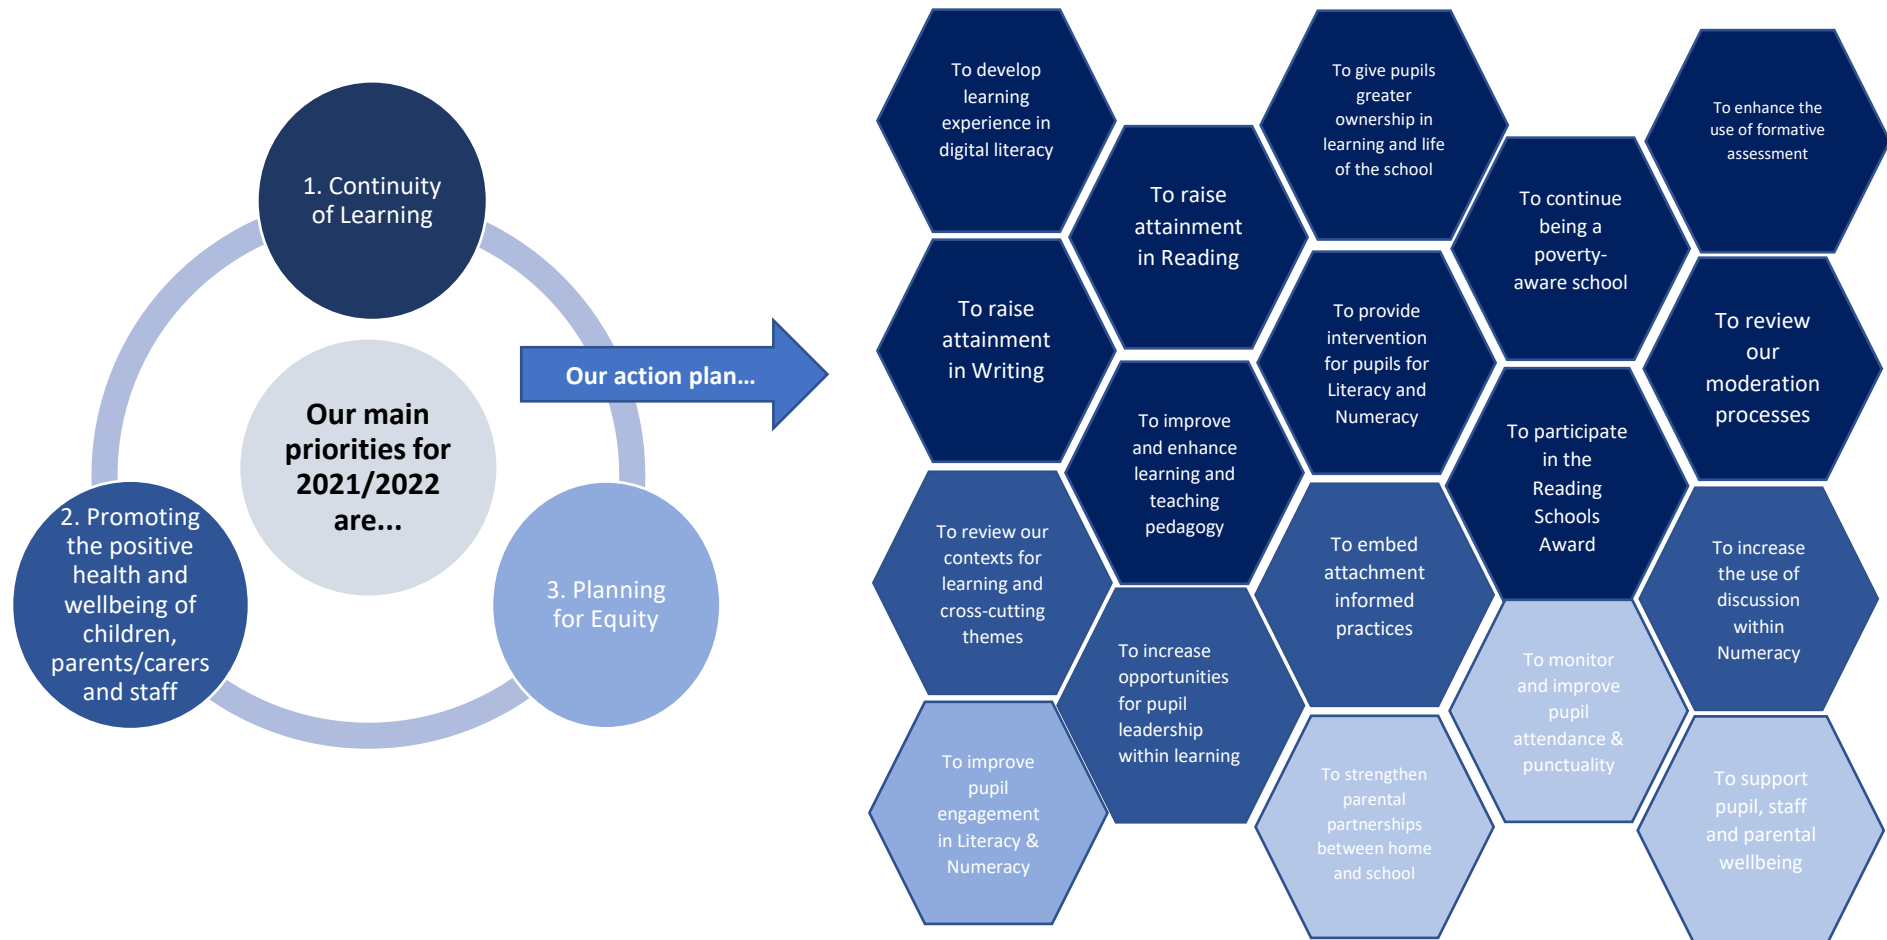 1. Continuity
of Learning
Our main
priorities for
2021/2022
are...
2. Promoting
the positive
health and
wellbeing of
children,
parents/carers
and staff
3. Planning
for Equity
Our action plan...
To develop
learning
experience in
digital literacy
To give pupils
greater
ownership in
learning and life
of the school
To enhance the
use of formative
assessment
To raise
attainment
in Reading
To continue
being a
poverty-
aware school
To raise
attainment
in Writing
To provide
intervention
for pupils for
Literacy and
Numeracy
To review
our
moderation
processes
To improve
and enhance
learning and
teaching
pedagogy
To participate
in the
Reading
Schools
Award
To review our
contexts for
learning and
cross-cutting
themes
To embed
attachment
informed
practices
To increase
the use of
discussion
within
Numeracy
To increase
opportunities
for pupil
leadership
within learning
To monitor
and improve
pupil
attendance &
punctuality
To improve
pupil
engagement
in Literacy &
Numeracy
To strengthen
parental
partnerships
between home
and school
To support
pupil, staff
and parental
wellbeing